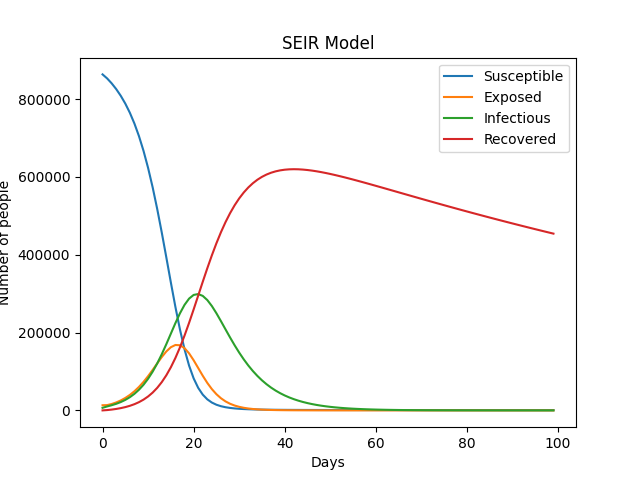 SEIR Model
Number of people
800000
600000
400000
200000
0
0 20 40 60 80 100
Days
Susceptible
Exposed
Infectious
Recovered